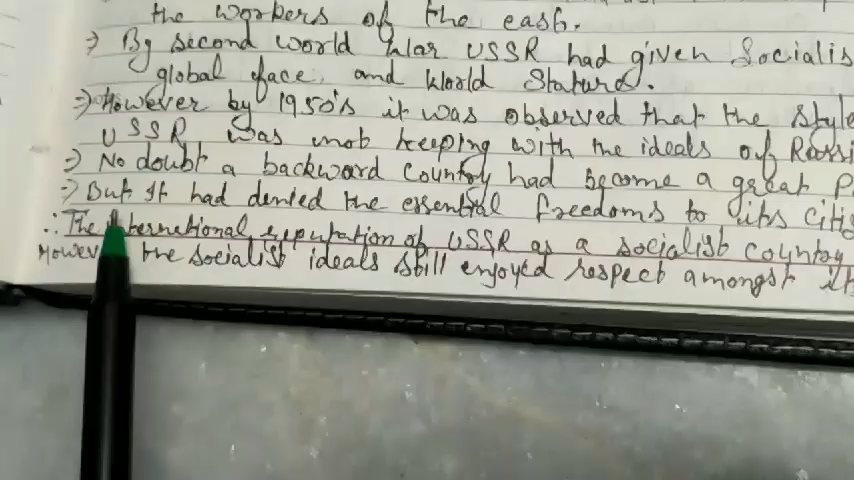 the workers of the east.
⇒ By second world War USSR had given Socialis
global face, and World Stature.
⇒ However by 1950's it was observed that the style
USSR was not keeping with the ideals of Russi
⇒ No doubt a backward country had become a great p
⇒ But it had denied the essential freedoms to its citi
∴ The international reputation of USSR as a socialist country
However the socialist ideals still enjoyed respect amongst it